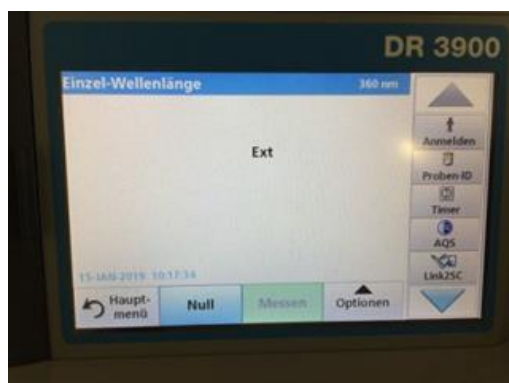 DR 3900
Einzel-Wellenlänge 360 nm
Anmelden
Ext
Proben-ID
Timer
AQS
15-JAN-2019 10:17:34
Link2SC
Haupt-
menü
Null
Messen
Optionen